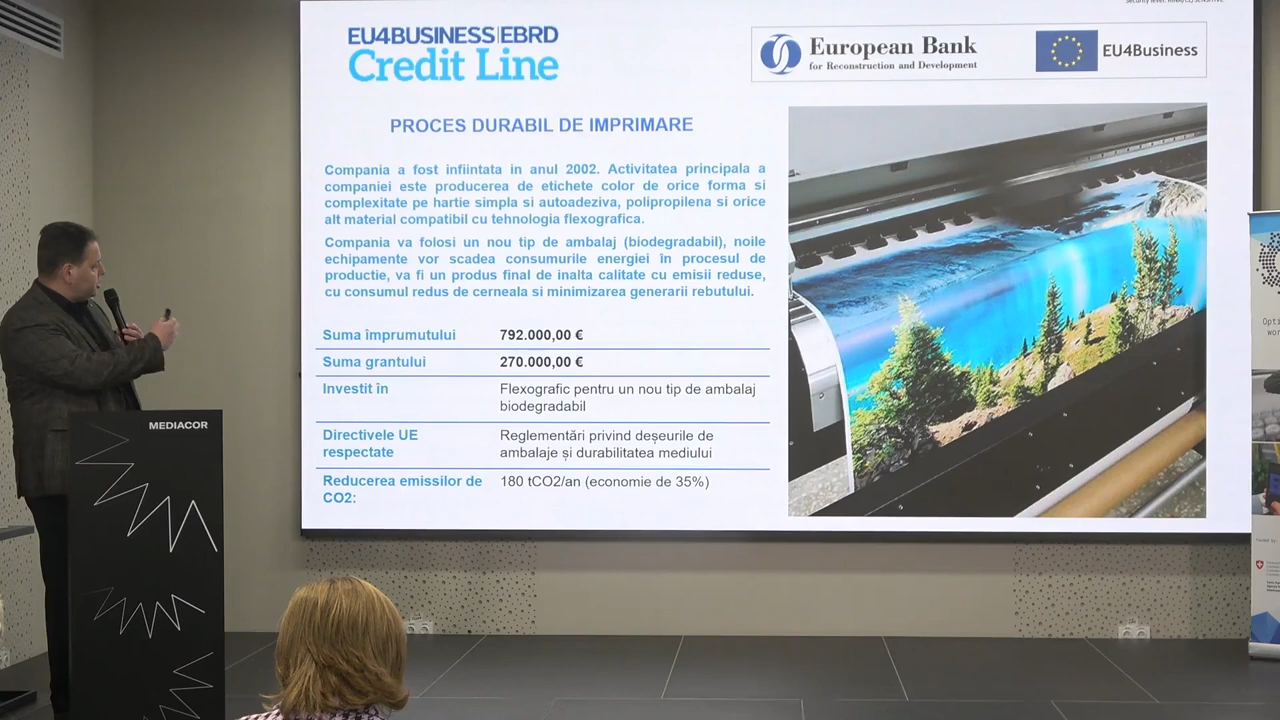 EU4BUSINESS|EBRD
Credit Line
European Bank
for Reconstruction and Development
EU4Business
PROCES DURABIL DE IMPRIMARE
Compania a fost infiintata in anul 2002. Activitatea principala a
companiei este producerea de etichete color de orice forma si
complexitate pe hartie simpla si autoadeziva, polipropilena si orice
alt material compatibil cu tehnologia flexografica.
Compania va folosi un nou tip de ambalaj (biodegradabil), noile
echipamente vor scadea consumurile energiei în procesul de
productie, va fi un produs final de inalta calitate cu emisii reduse,
cu consumul redus de cerneala si minimizarea generarii rebutului.
Suma împrumutului 792.000,00 €
Suma grantului 270.000,00 €
Investit în Flexografic pentru un nou tip de ambalaj
biodegradabil
Directivele UE Reglementări privind deșeurile de
respectate ambalaje și durabilitatea mediului
Reducerea emissilor de 180 tCO2/an (economie de 35%)
CO2:
MEDIACOR